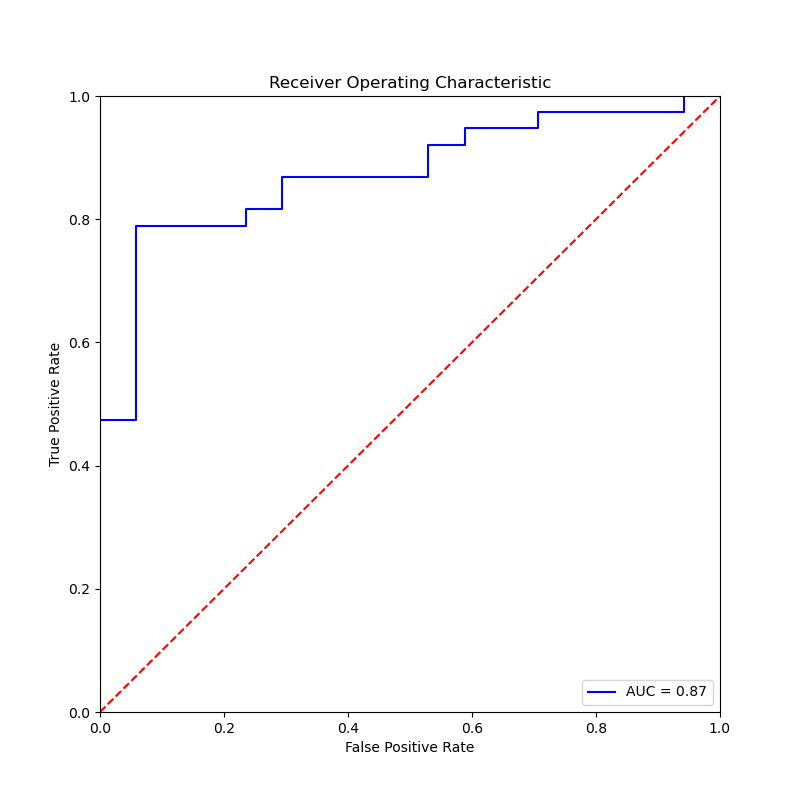 Receiver Operating Characteristic
True Positive Rate
1.0
0.8
0.6
0.4
0.2
0.0
AUC = 0.87
0.0 0.2 0.4 0.6 0.8 1.0
False Positive Rate